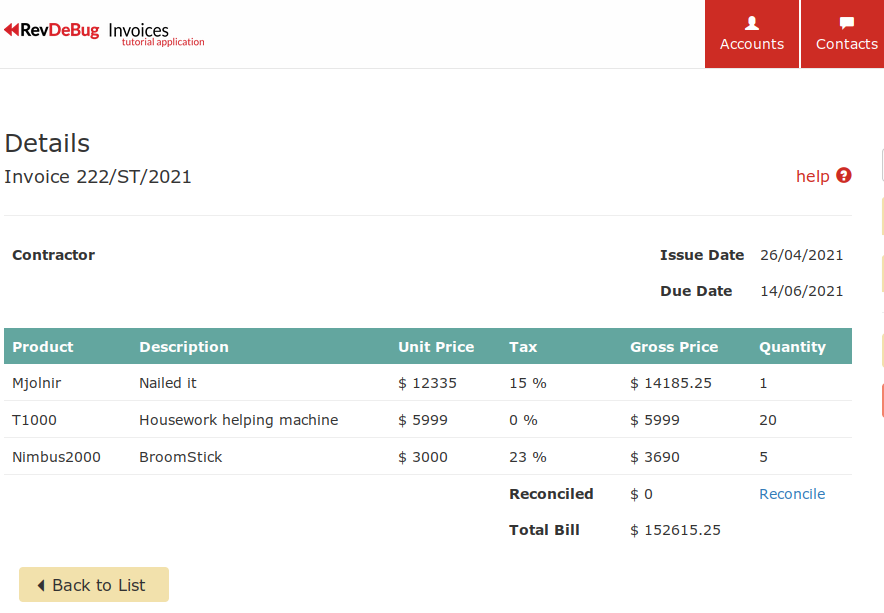 RevDeBug Invoices
tutorial application
Accounts
Contacts
Details
Invoice 222/ST/2021
help ?
Contractor
Issue Date 26/04/2021
Due Date 14/06/2021
Product Description Unit Price Tax Gross Price Quantity
Mjolnir Nailed it $ 12335 15 % $ 14185.25 1
T1000 Housework helping machine $ 5999 0 % $ 5999 20
Nimbus2000 BroomStick $ 3000 23 % $ 3690 5
Reconciled $ 0 Reconcile
Total Bill $ 152615.25
Back to List